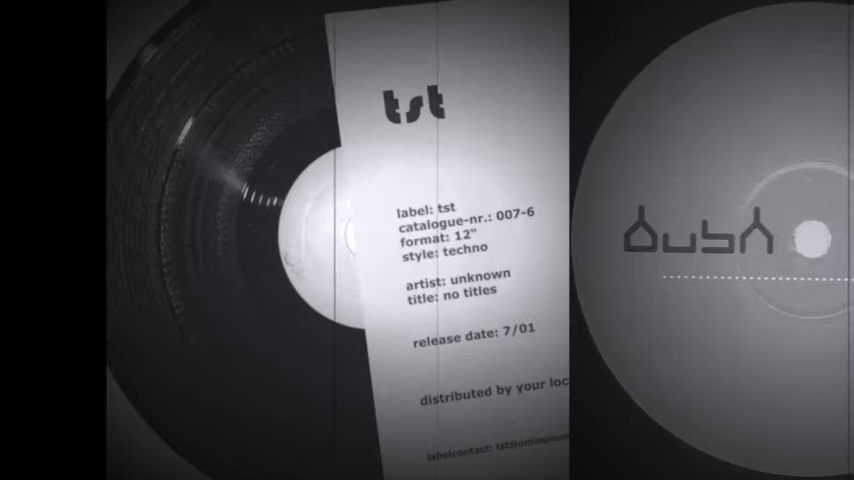 tst
label: tst
catalogue-nr.: 007-6
format: 12"
style: techno
artist: unknown
title: no titles
release date: 7/01
distributed by your loc
labelcontact: